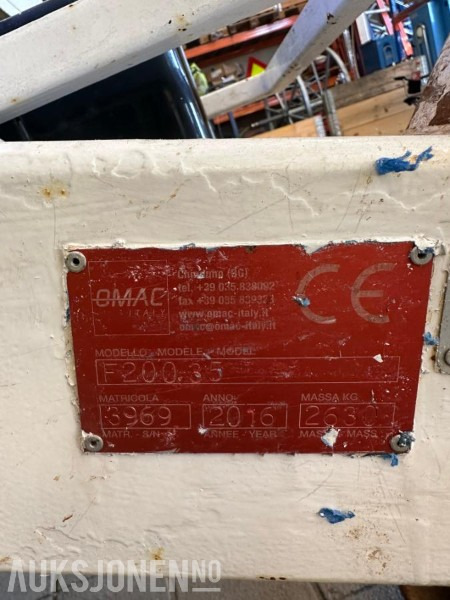 OMAC
ITALY
Chiuduno (BG)
tel. +39 035.838092
fax +39 035
www.omac-italy.it
omac@omac-italy.it
CE
MODELLO - MODÈLE - MODEL
F200.35
MATRICOLA ANNO MASSA KG
3969 2016 2630
MATR. - S/N ANNEE - YEAR MASSE - MASS
AUKSJONEN.NO